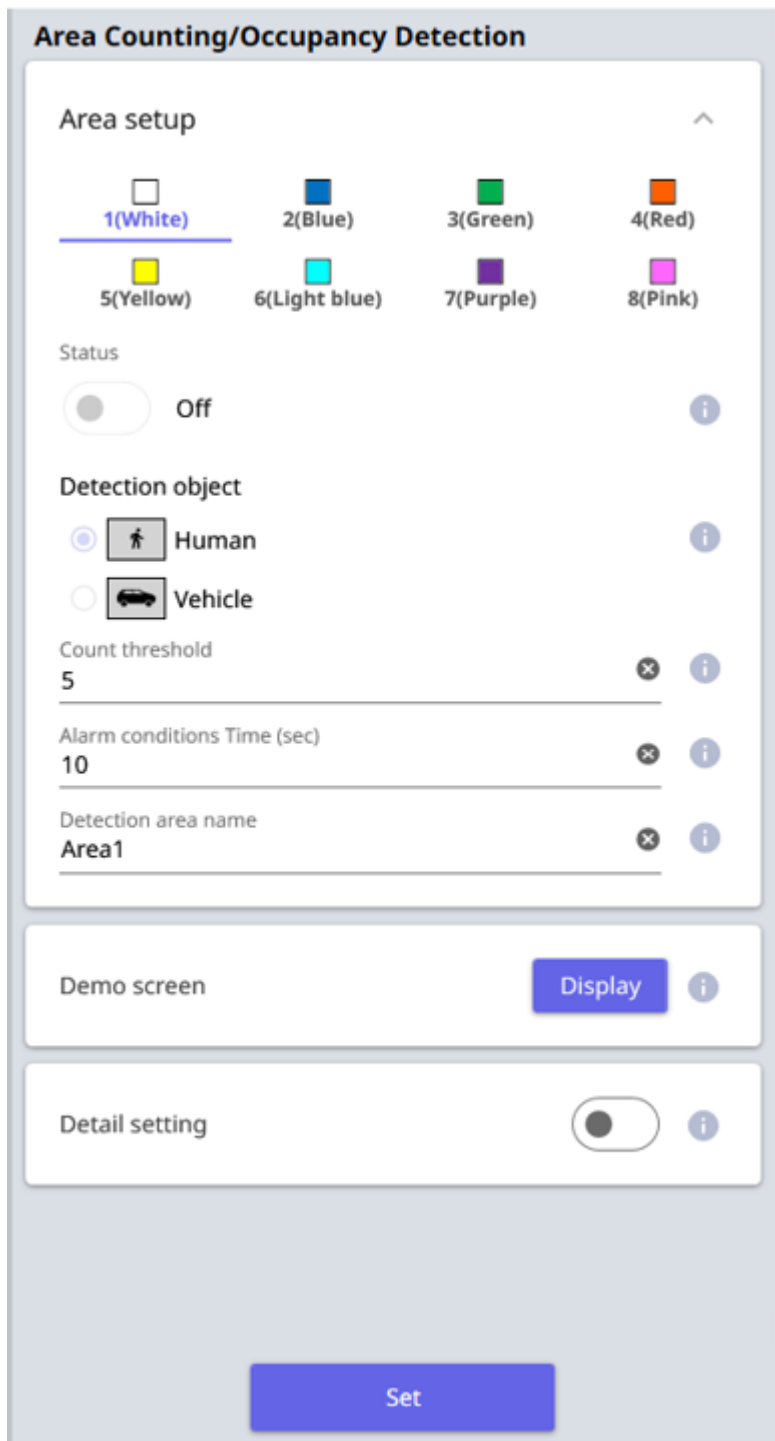 Area Counting/Occupancy Detection
Area setup
1(White) 2(Blue) 3(Green) 4(Red)
5(Yellow) 6(Light blue) 7(Purple) 8(Pink)
Status
Off
Detection object
Human
Vehicle
Count threshold
5
Alarm conditions Time (sec)
10
Detection area name
Area1
Demo screen Display
Detail setting
Set